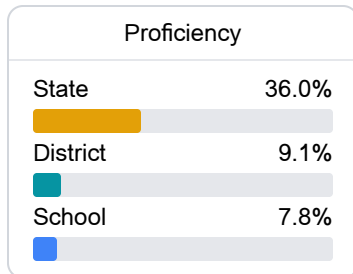 Proficiency
State 36.0%
District 9.1%
School 7.8%